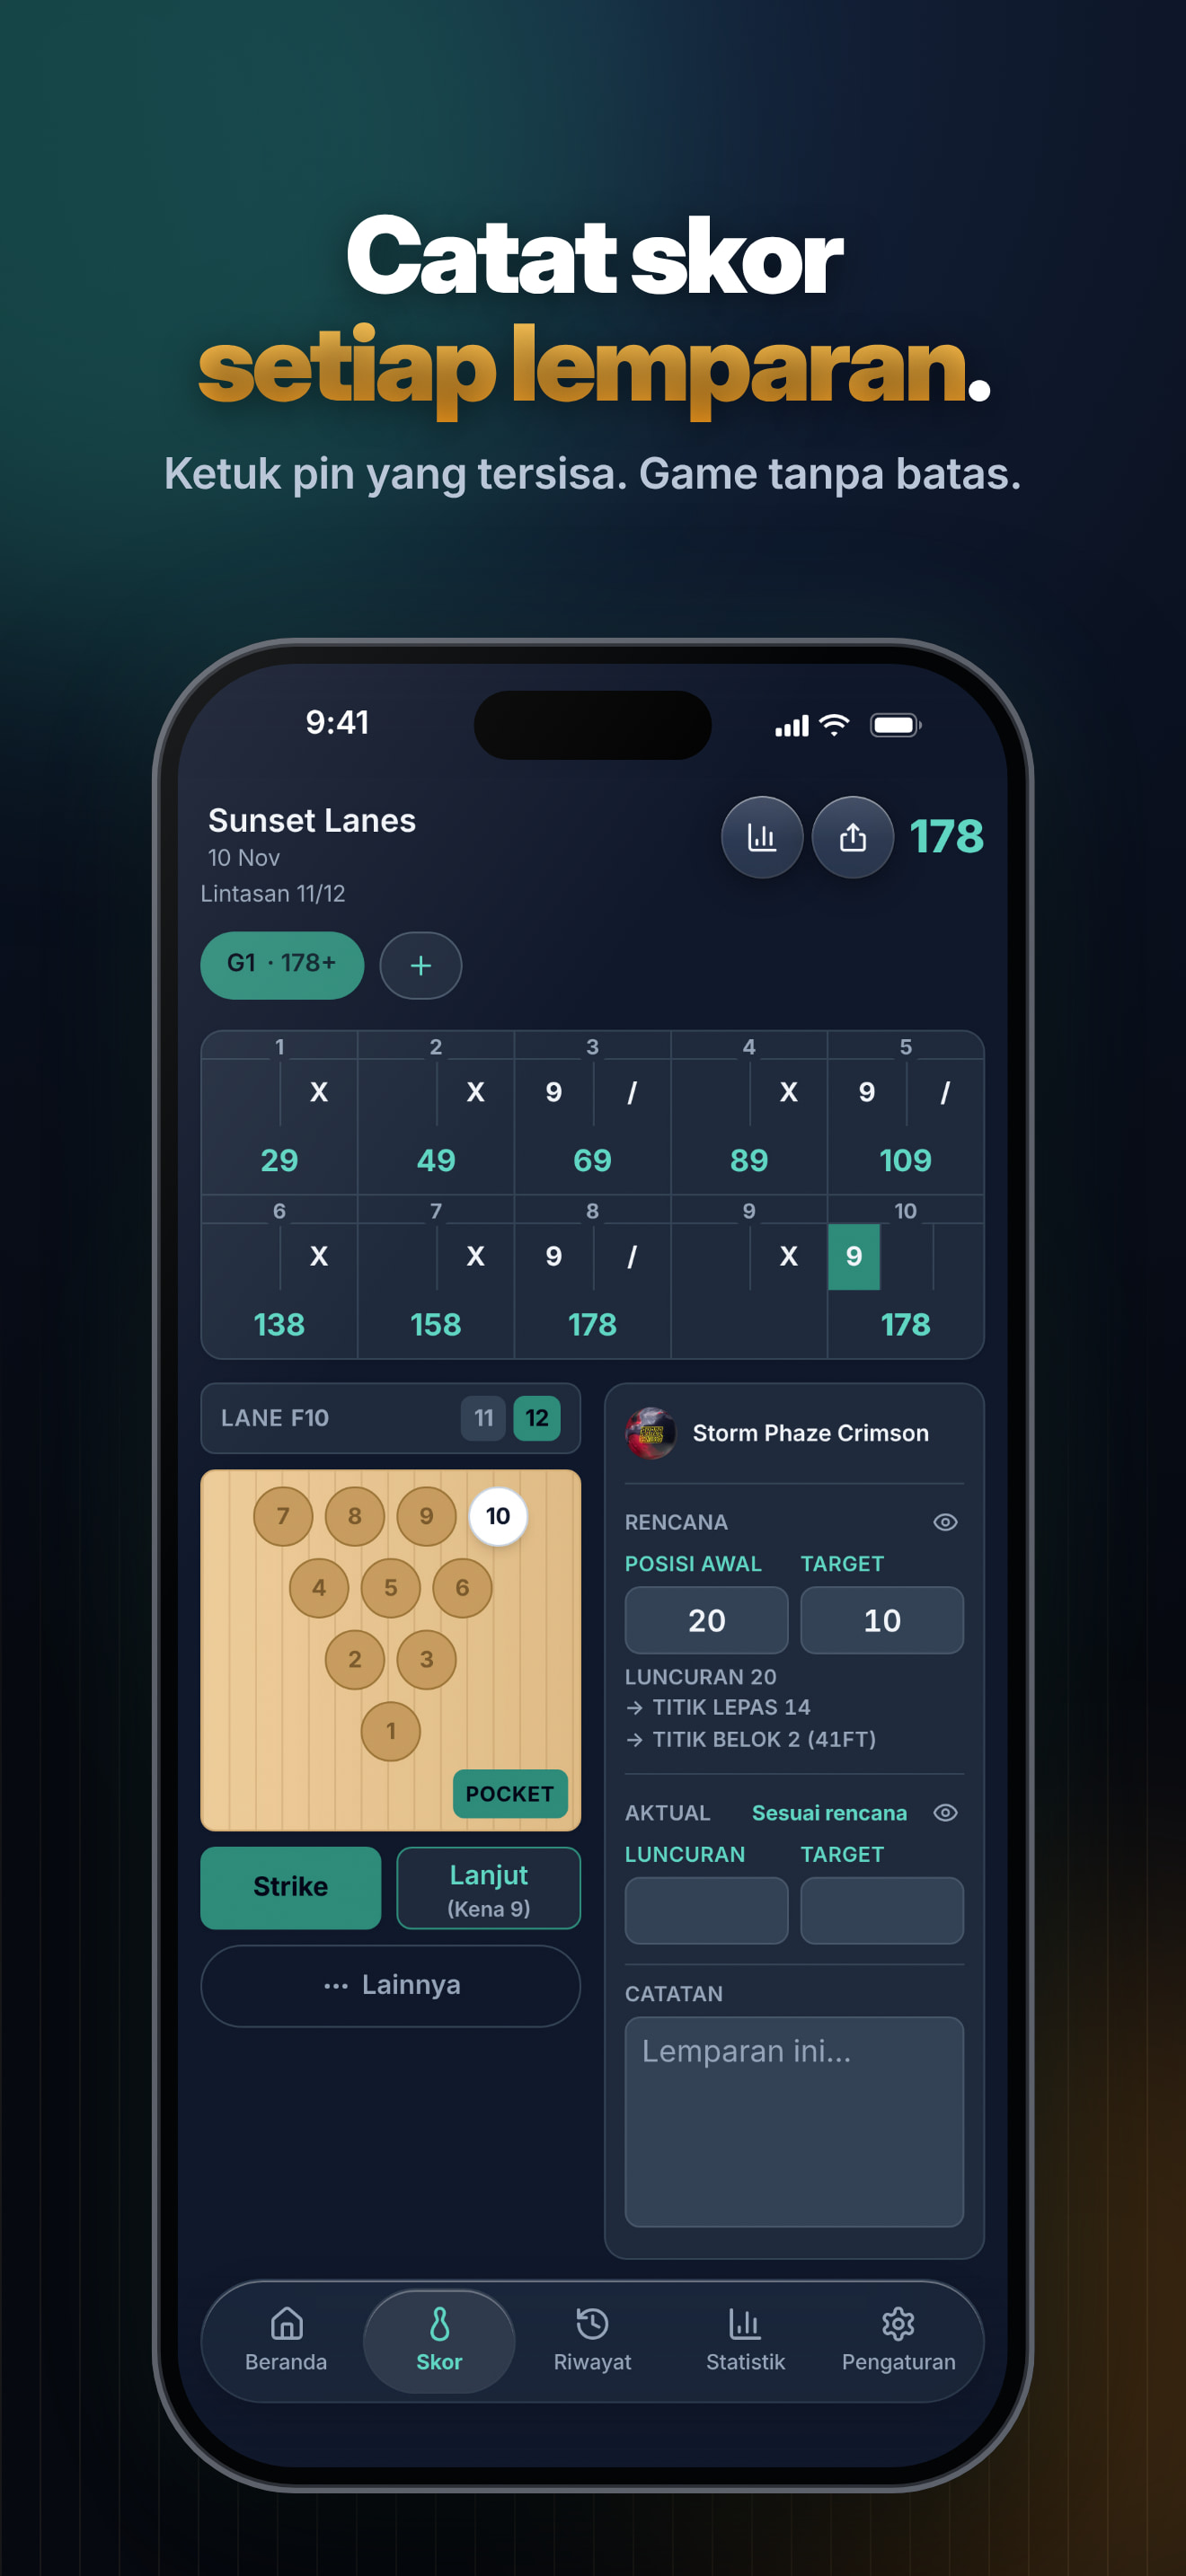 Catat skor
setiap lemparan.
Ketuk pin yang tersisa. Game tanpa batas.
9:41
Sunset Lanes
10 Nov
Lintasan 11/12
178
G1 · 178+
+
1 2 3 4 5
X X 9 / X 9 /
29 49 69 89 109
6 7 8 9 10
X X 9 / X 9
138 158 178 178
LANE F10 11 12
7 8 9 10
4 5 6
2 3
1
POCKET
Strike
Lanjut
(Kena 9)
··· Lainnya
Storm Phaze Crimson
RENCANA
POSISI AWAL TARGET
20 10
LUNCURAN 20
→ TITIK LEPAS 14
→ TITIK BELOK 2 (41FT)
AKTUAL Sesuai rencana
LUNCURAN TARGET
CATATAN
Lemparan ini...
Beranda Skor Riwayat Statistik Pengaturan